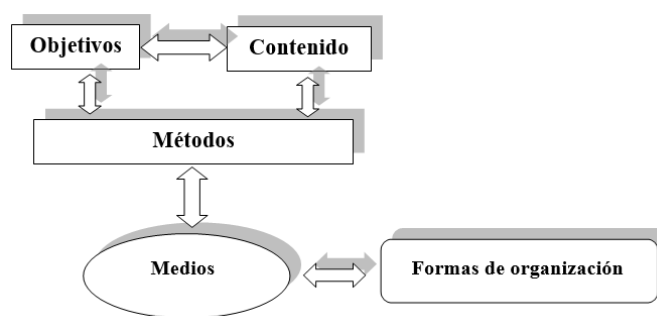 Objetivos
Contenido
Métodos
Medios
Formas de organización